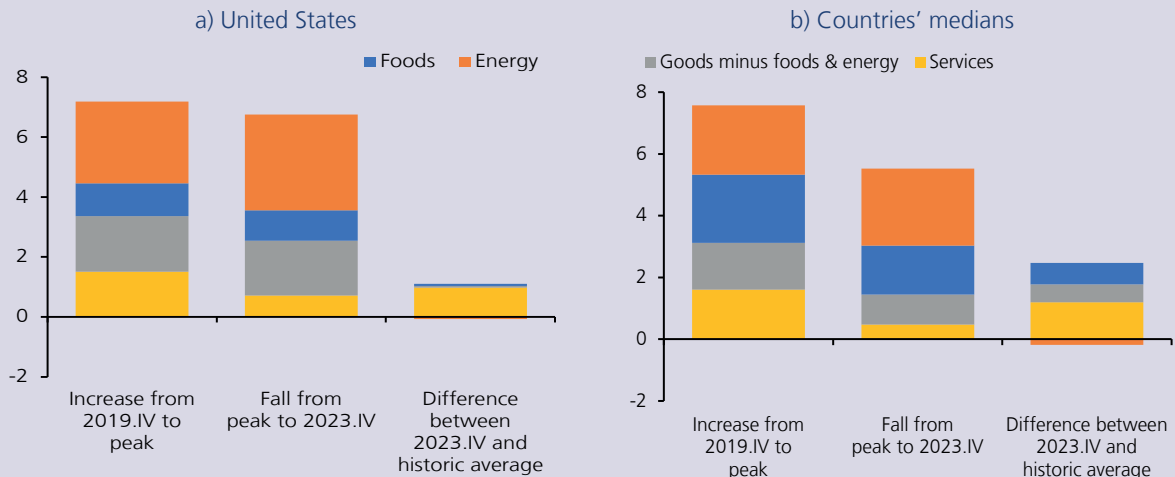 a) United States
Foods Energy
8
6
4
2
0
-2
Increase from
2019.IV to
peak
Fall from
peak to 2023.IV
Difference
between
2023.IV and
historic average
b) Countries’ medians
Goods minus foods & energy Services
8
6
4
2
0
-2
Increase from
2019.IV to
peak
Fall from
peak to 2023.IV
Difference between
2023.IV and
historic average